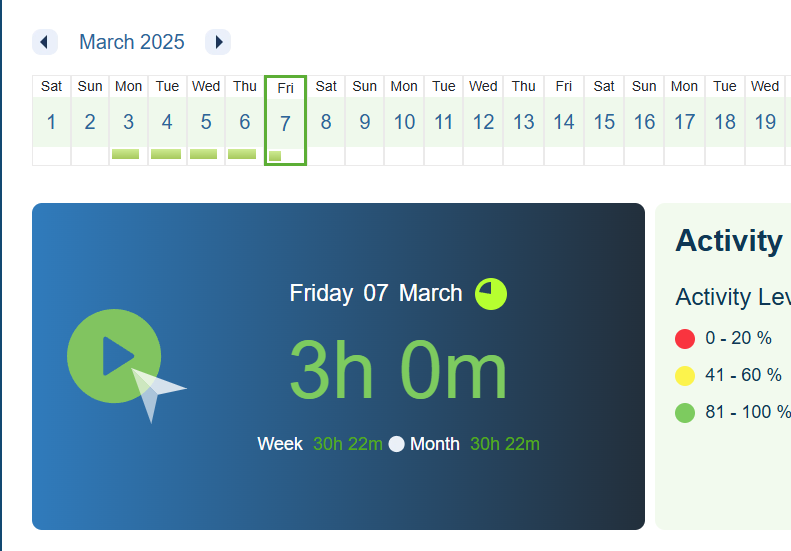 March 2025
Sat Sun Mon Tue Wed Thu Fri Sat Sun Mon Tue Wed Thu Fri Sat Sun Mon Tue Wed
1 2 3 4 5 6 7 8 9 10 11 12 13 14 15 16 17 18 19
Friday 07 March
3h 0m
Week 30h 22m Month 30h 22m
Activity
Activity Lev
0 - 20 %
41 - 60 %
81 - 100 %